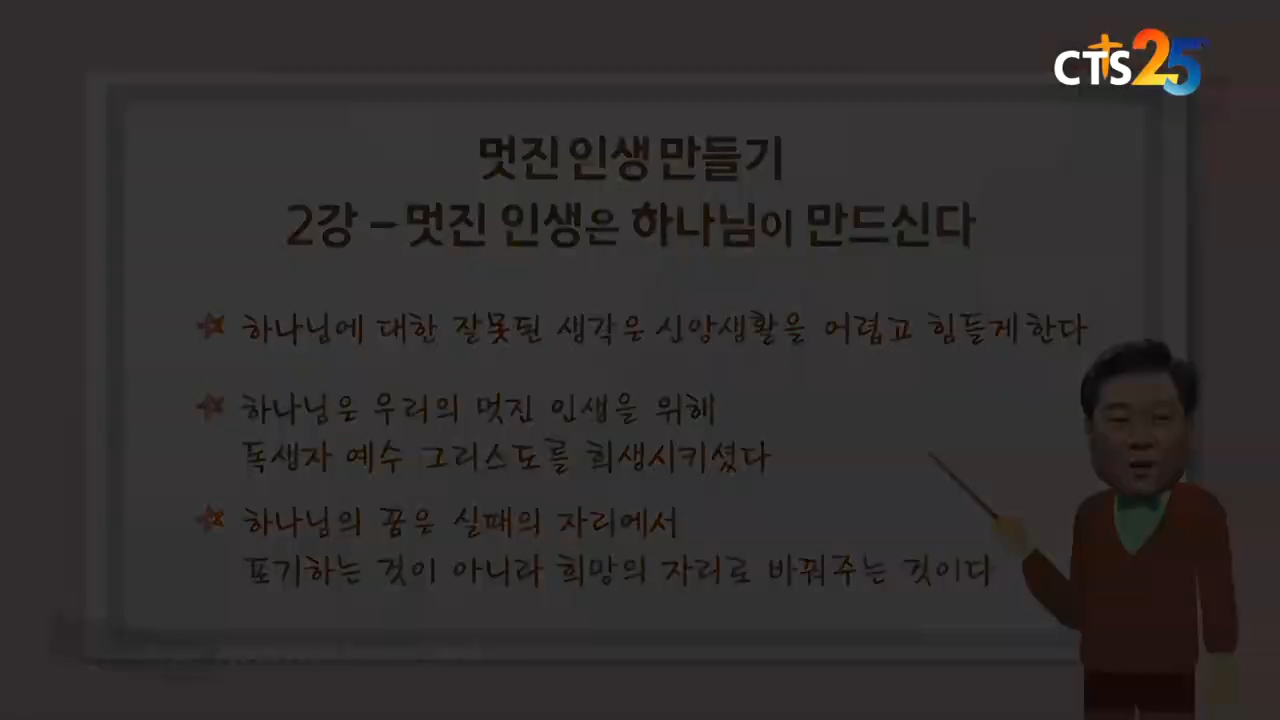 CTS25
멋진 인생 만들기
2강 – 멋진 인생은 하나님이 만드신다
하나님에 대한 잘못된 생각은 신앙생활을 어렵고 힘들게 한다
하나님은 우리의 멋진 인생을 위해
독생자 예수 그리스도를 희생시키셨다
하나님의 꿈은 실패의 자리에서
포기하는 것이 아니라 희망의 자리로 바꿔주는 것이다